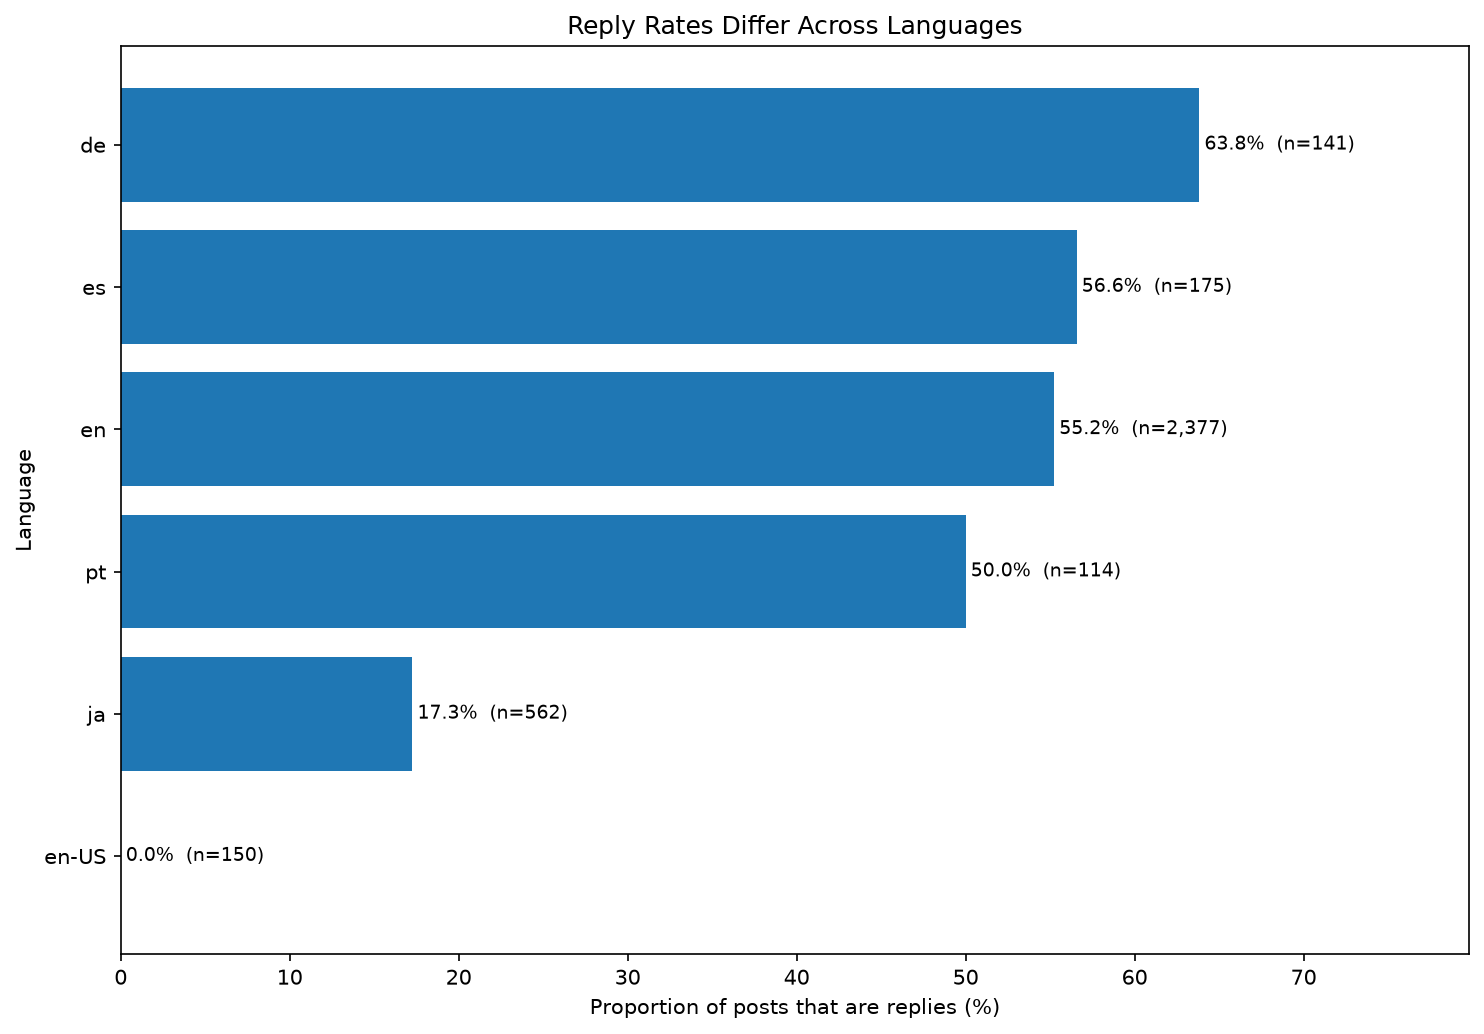 Reply Rates Differ Across Languages
Language
de
63.8% (n=141)
es
56.6% (n=175)
en
55.2% (n=2,377)
pt
50.0% (n=114)
ja
17.3% (n=562)
en-US
0.0% (n=150)
0 10 20 30 40 50 60 70
Proportion of posts that are replies (%)